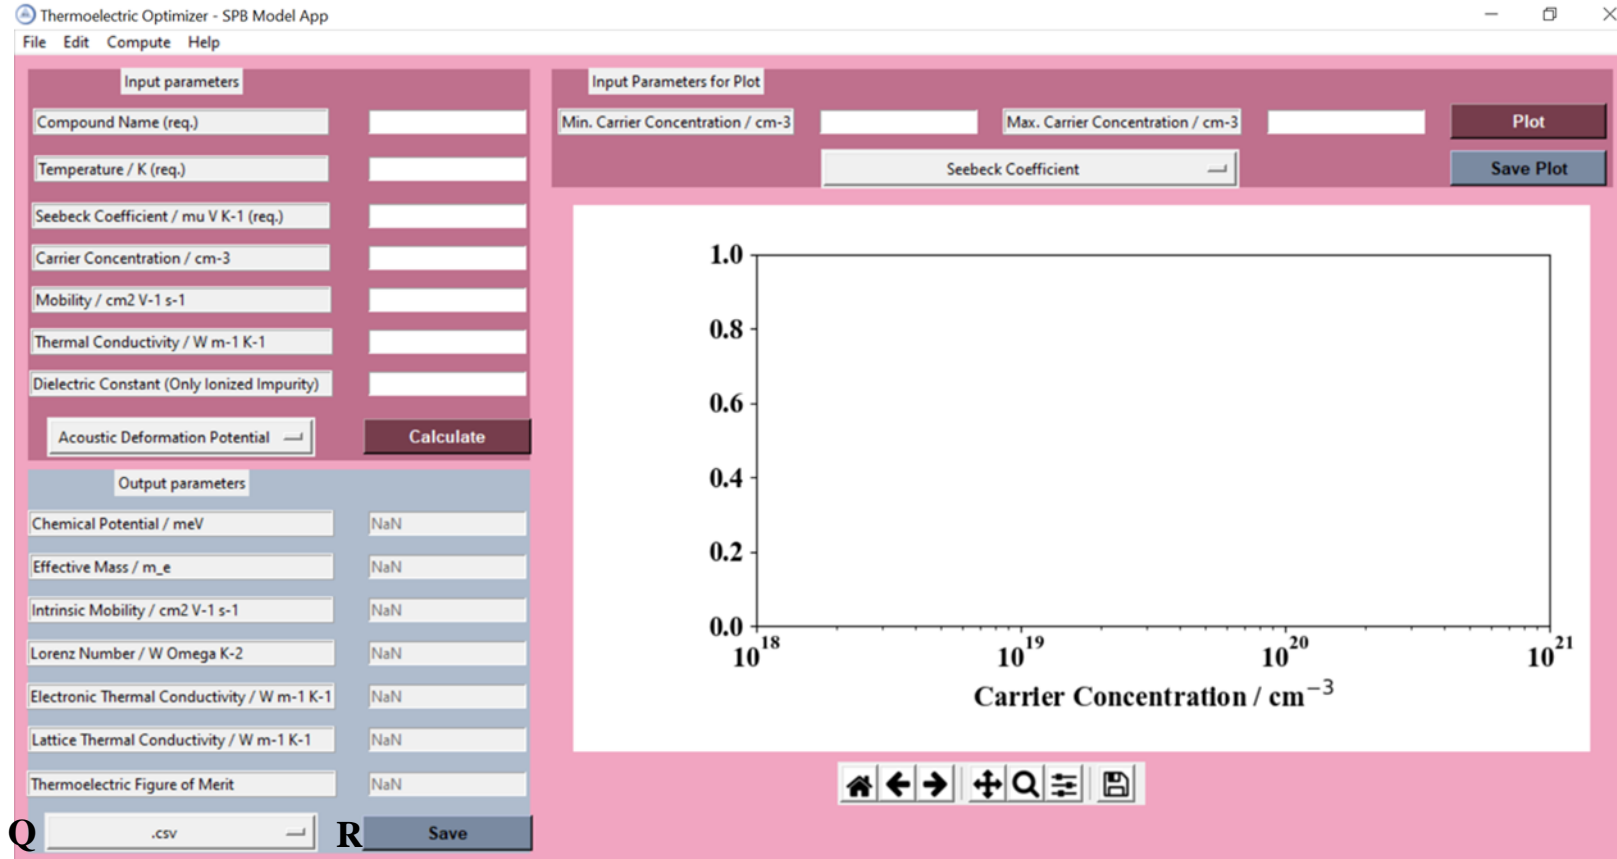 Thermoelectric Optimizer - SPB Model App
File Edit Compute Help
Input parameters
Compound Name (req.)
Temperature / K (req.)
Seebeck Coefficient / mu V K-1 (req.)
Carrier Concentration / cm-3
Mobility / cm2 V-1 s-1
Thermal Conductivity / W m-1 K-1
Dielectric Constant (Only Ionized Impurity)
Acoustic Deformation Potential Calculate
Output parameters
Chemical Potential / meV NaN
Effective Mass / m_e NaN
Intrinsic Mobility / cm2 V-1 s-1 NaN
Lorenz Number / W Omega K-2 NaN
Electronic Thermal Conductivity / W m-1 K-1 NaN
Lattice Thermal Conductivity / W m-1 K-1 NaN
Thermoelectric Figure of Merit NaN
Q .csv R Save
Input Parameters for Plot
Min. Carrier Concentration / cm-3 Max. Carrier Concentration / cm-3 Plot
Seebeck Coefficient Save Plot
1.0
0.8
0.6
0.4
0.2
0.0
10^18 10^19 10^20 10^21
Carrier Concentration / cm^−3